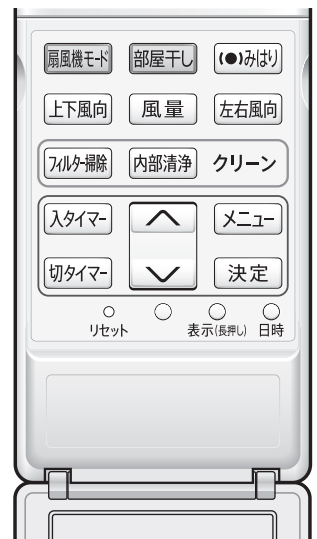 扇風機モード 部屋干し (●)みはり
上下風向 風量 左右風向
フィルター掃除 内部清浄 クリーン
入タイマー メニュー
切タイマー 決定
リセット 表示(長押し) 日時